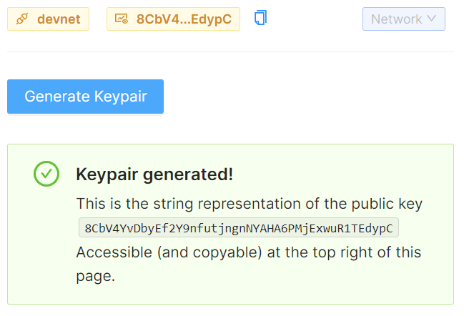 devnet 8CbV4...EdypC Network
Generate Keypair
Keypair generated!
This is the string representation of the public key
8CbV4YvDbyEf2Y9nfutjngnNYAHA6PMjExwuR1TEdypC
Accessible (and copyable) at the top right of this
page.